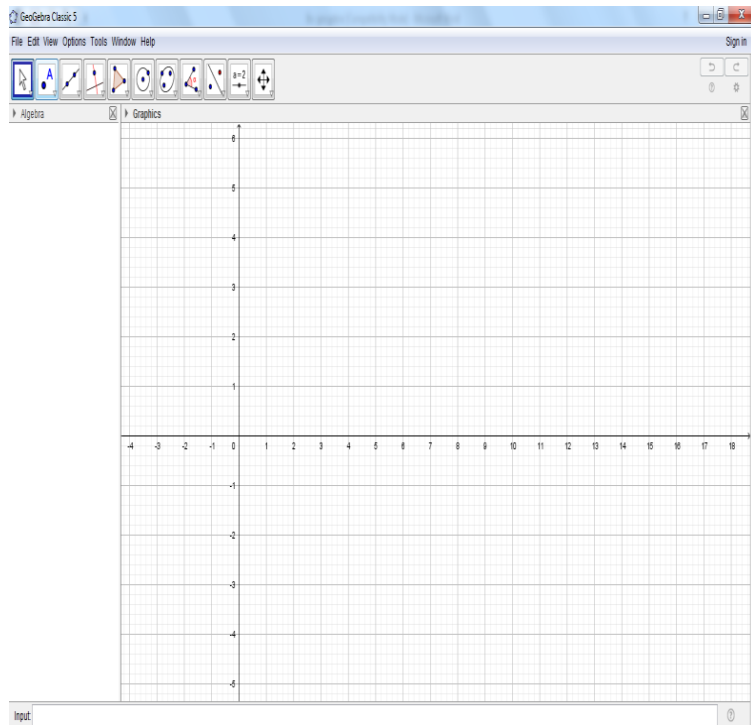 GeoGebra Classic 5
File Edit View Options Tools Window Help
Sign in
A
a=2
Algebra
Graphics
6
5
4
3
2
1
-4 -3 -2 -1 0 1 2 3 4 5 6 7 8 9 10 11 12 13 14 15 16 17 18
-1
-2
-3
-4
-5
Input: